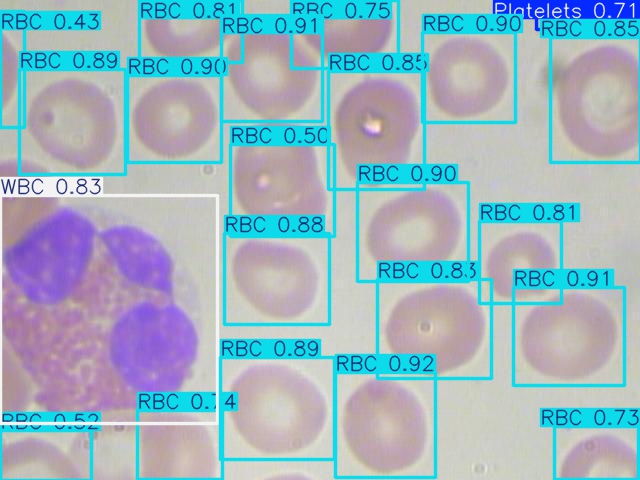 RBC 0.81
RBC 0.75
Platelets 0.71
RBC 0.43
RBC 0.91
RBC 0.90
RBC 0.85
RBC 0.89
RBC 0.90
RBC 0.85
RBC 0.50
RBC 0.90
WBC 0.83
RBC 0.88
RBC 0.81
RBC 0.83
RBC 0.91
RBC 0.89
RBC 0.92
RBC 0.74
RBC 0.52
RBC 0.73